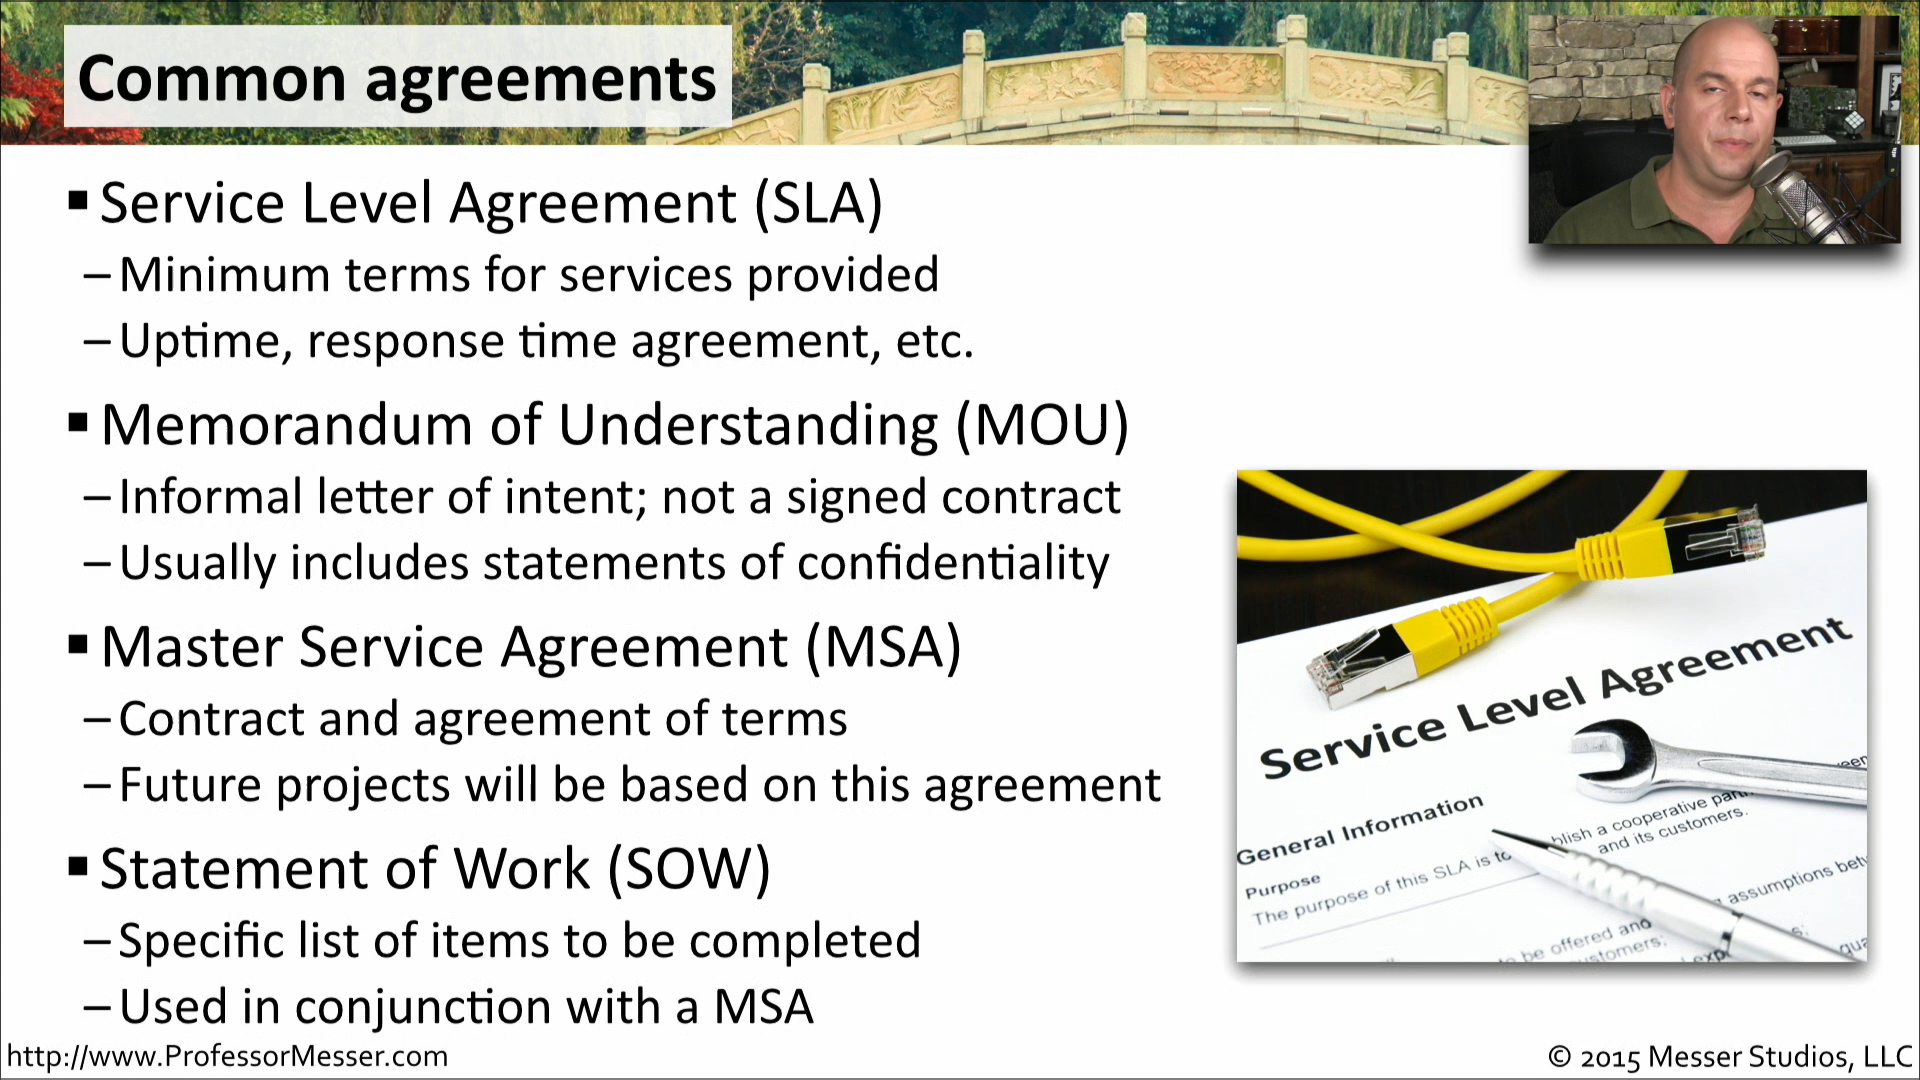 Common agreements
▪ Service Level Agreement (SLA)
– Minimum terms for services provided
– Uptime, response time agreement, etc.
▪ Memorandum of Understanding (MOU)
– Informal letter of intent; not a signed contract
– Usually includes statements of confidentiality
▪ Master Service Agreement (MSA)
– Contract and agreement of terms
– Future projects will be based on this agreement
▪ Statement of Work (SOW)
– Specific list of items to be completed
– Used in conjunction with a MSA
Service Level Agreement
General Information
a cooperative
and its customers.
Purpose
The purpose of this SLA is to
assumptions
be offered and
http://www.ProfessorMesser.com
© 2015 Messer Studios, LLC